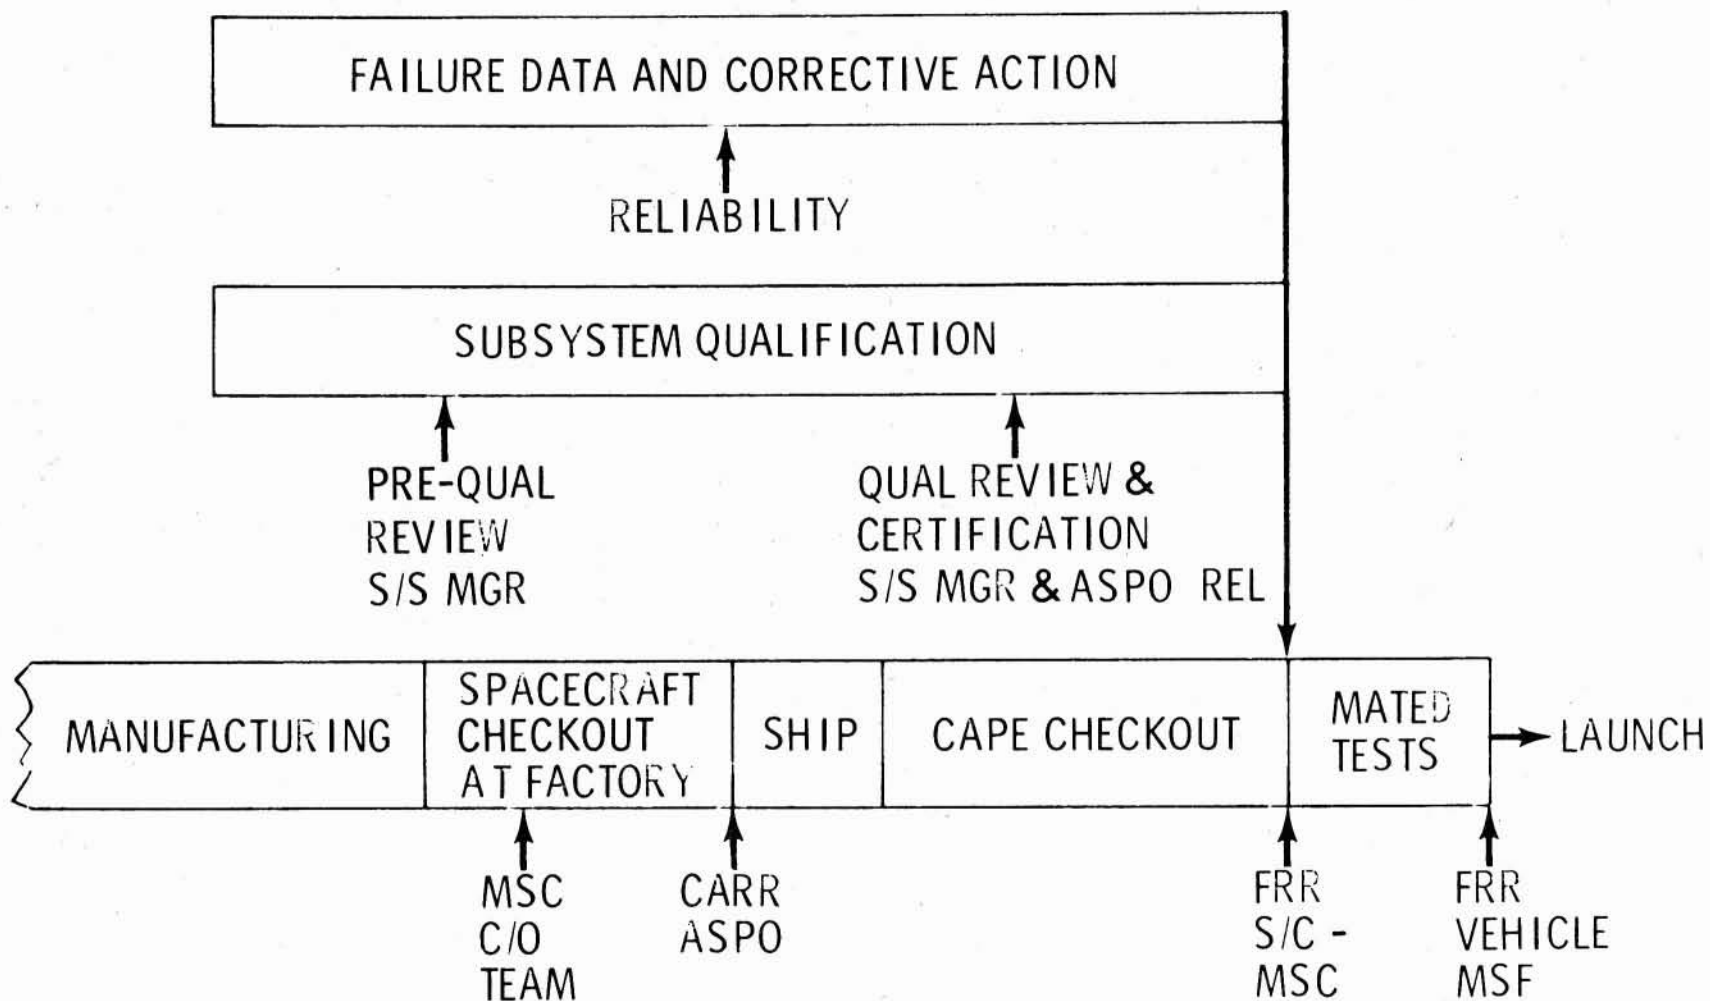 FAILURE DATA AND CORRECTIVE ACTION
RELIABILITY
SUBSYSTEM QUALIFICATION
PRE-QUAL
REVIEW
S/S MGR
QUAL REVIEW &
CERTIFICATION
S/S MGR & ASPO REL
MANUFACTURING
SPACECRAFT
CHECKOUT
AT FACTORY
SHIP
CAPE CHECKOUT
MATED
TESTS
LAUNCH
MSC
C/O
TEAM
CARR
ASPO
FRR
S/C -
MSC
FRR
VEHICLE
MSF